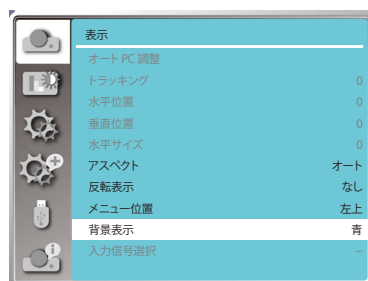 表示
オート PC 調整
トラッキング 0
水平位置 0
垂直位置 0
水平サイズ 0
アスペクト オート
反転表示 なし
メニュー位置 左上
背景表示 青
入力信号選択 –